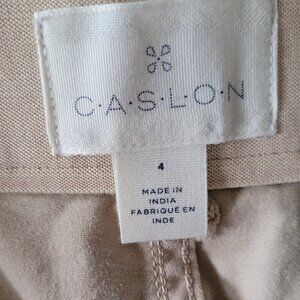 C·A·S·L·O·N
4
MADE IN
INDIA
FABRIQUÉ EN
INDE